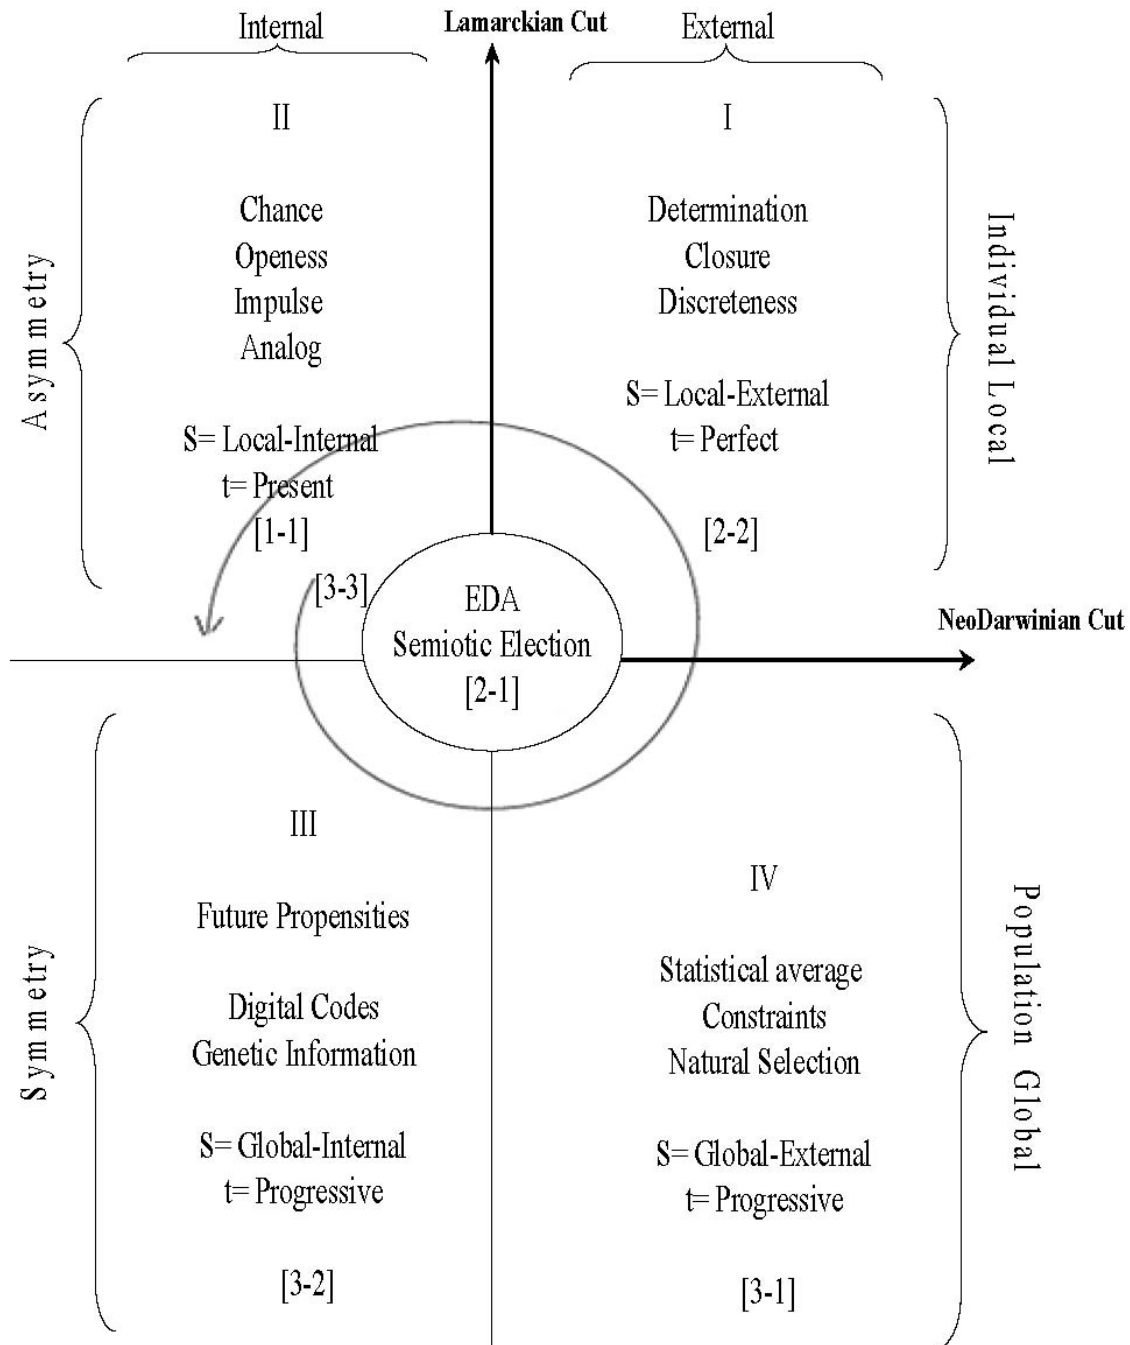 Internal
Lamarckian Cut
External
II
Chance
Openess
Impulse
Analog
S= Local-Internal
t= Present
[1-1]
[3-3]
I
Determination
Closure
Discreteness
S= Local-External
t= Perfect
[2-2]
Asymmetry
Individual Local
EDA
Semiotic Election
[2-1]
NeoDarwinian Cut
III
Future Propensities
Digital Codes
Genetic Information
S= Global-Internal
t= Progressive
[3-2]
IV
Statistical average
Constraints
Natural Selection
S= Global-External
t= Progressive
[3-1]
Symmetry
Population Global